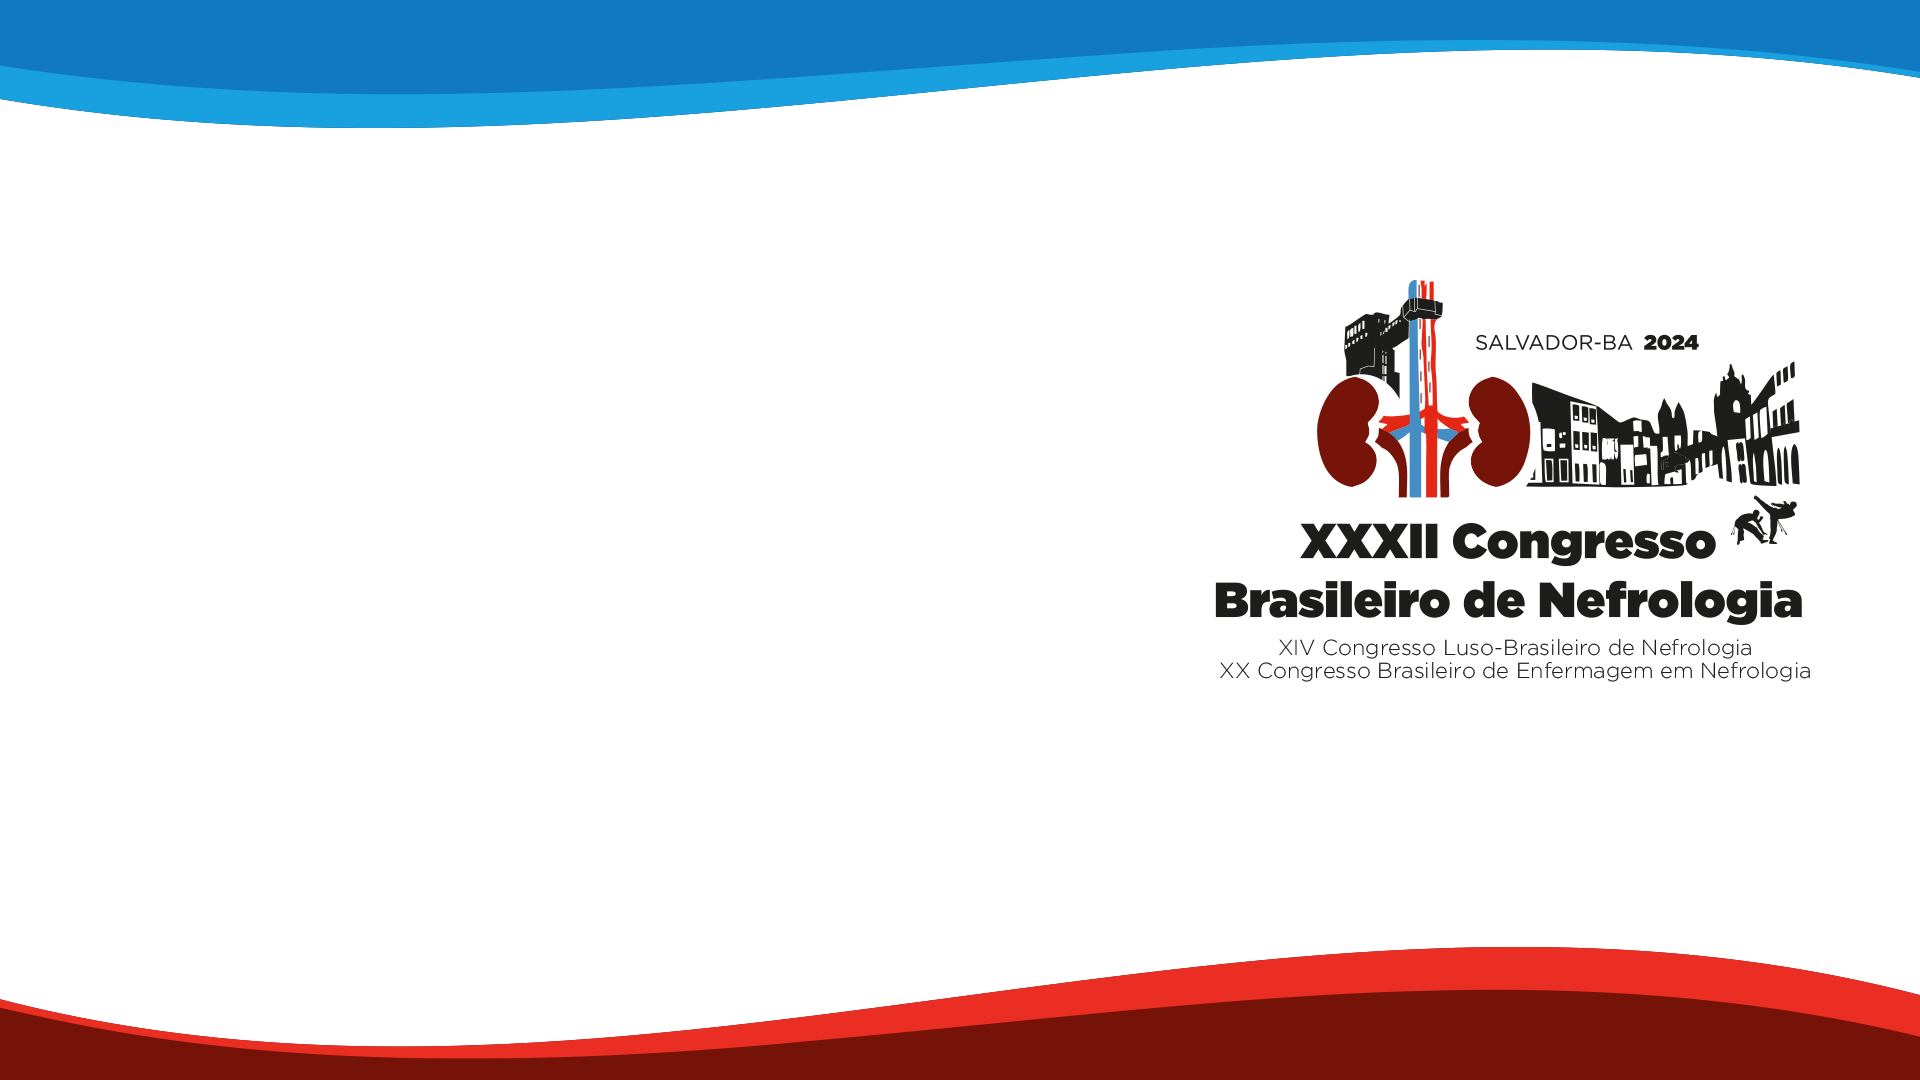 SALVADOR-BA 2024
XXXII Congresso
Brasileiro de Nefrologia
XIV Congresso Luso-Brasileiro de Nefrologia
XX Congresso Brasileiro de Enfermagem em Nefrologia